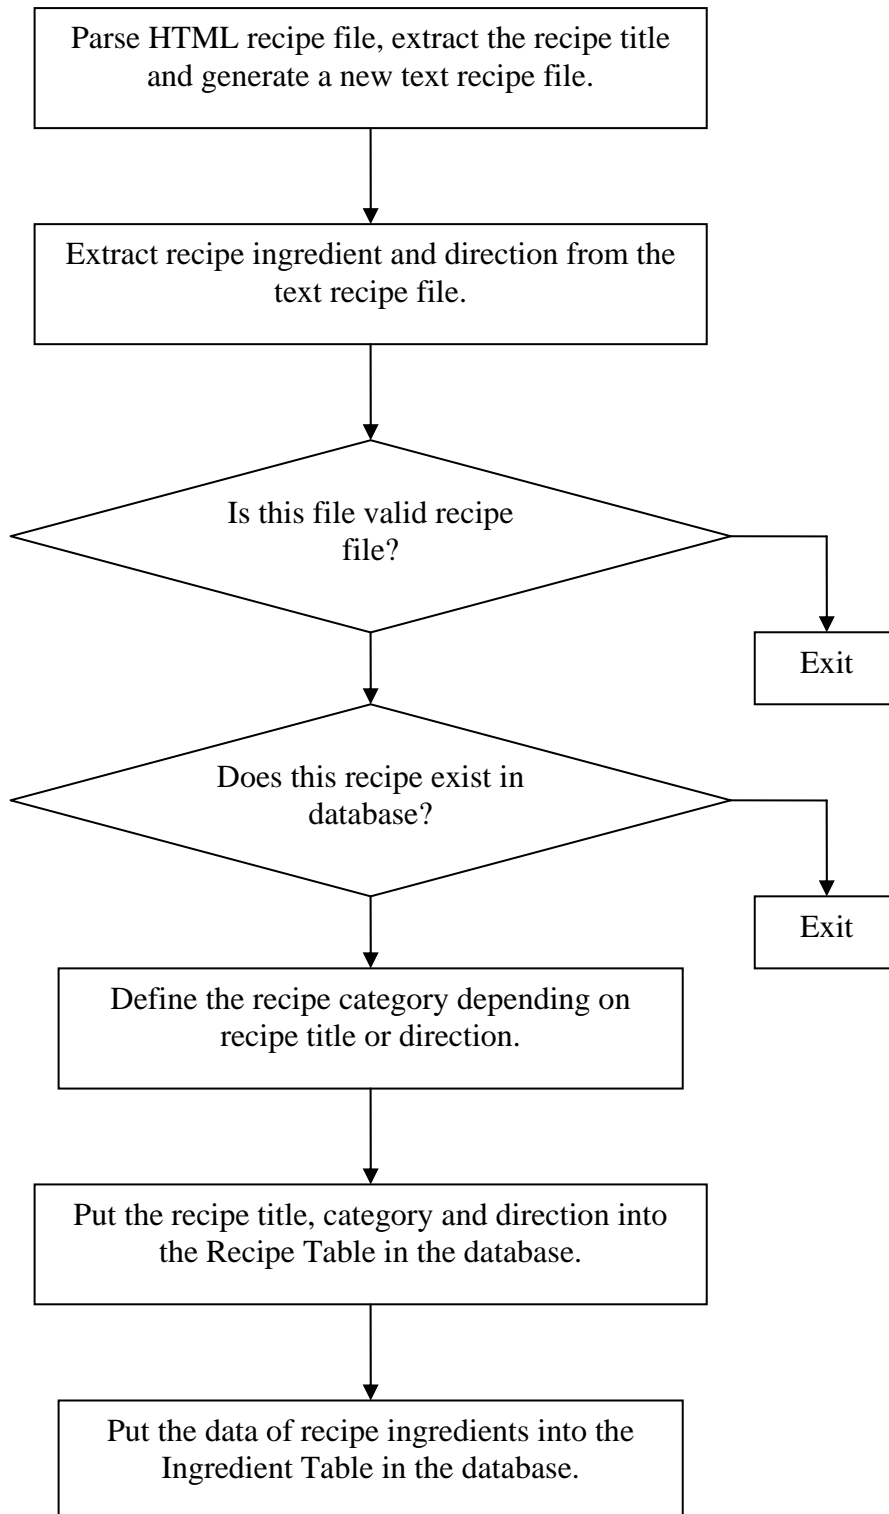 Parse HTML recipe file, extract the recipe title
and generate a new text recipe file.
Extract recipe ingredient and direction from the
text recipe file.
Is this file valid recipe
file?
Exit
Does this recipe exist in
database?
Exit
Define the recipe category depending on
recipe title or direction.
Put the recipe title, category and direction into
the Recipe Table in the database.
Put the data of recipe ingredients into the
Ingredient Table in the database.